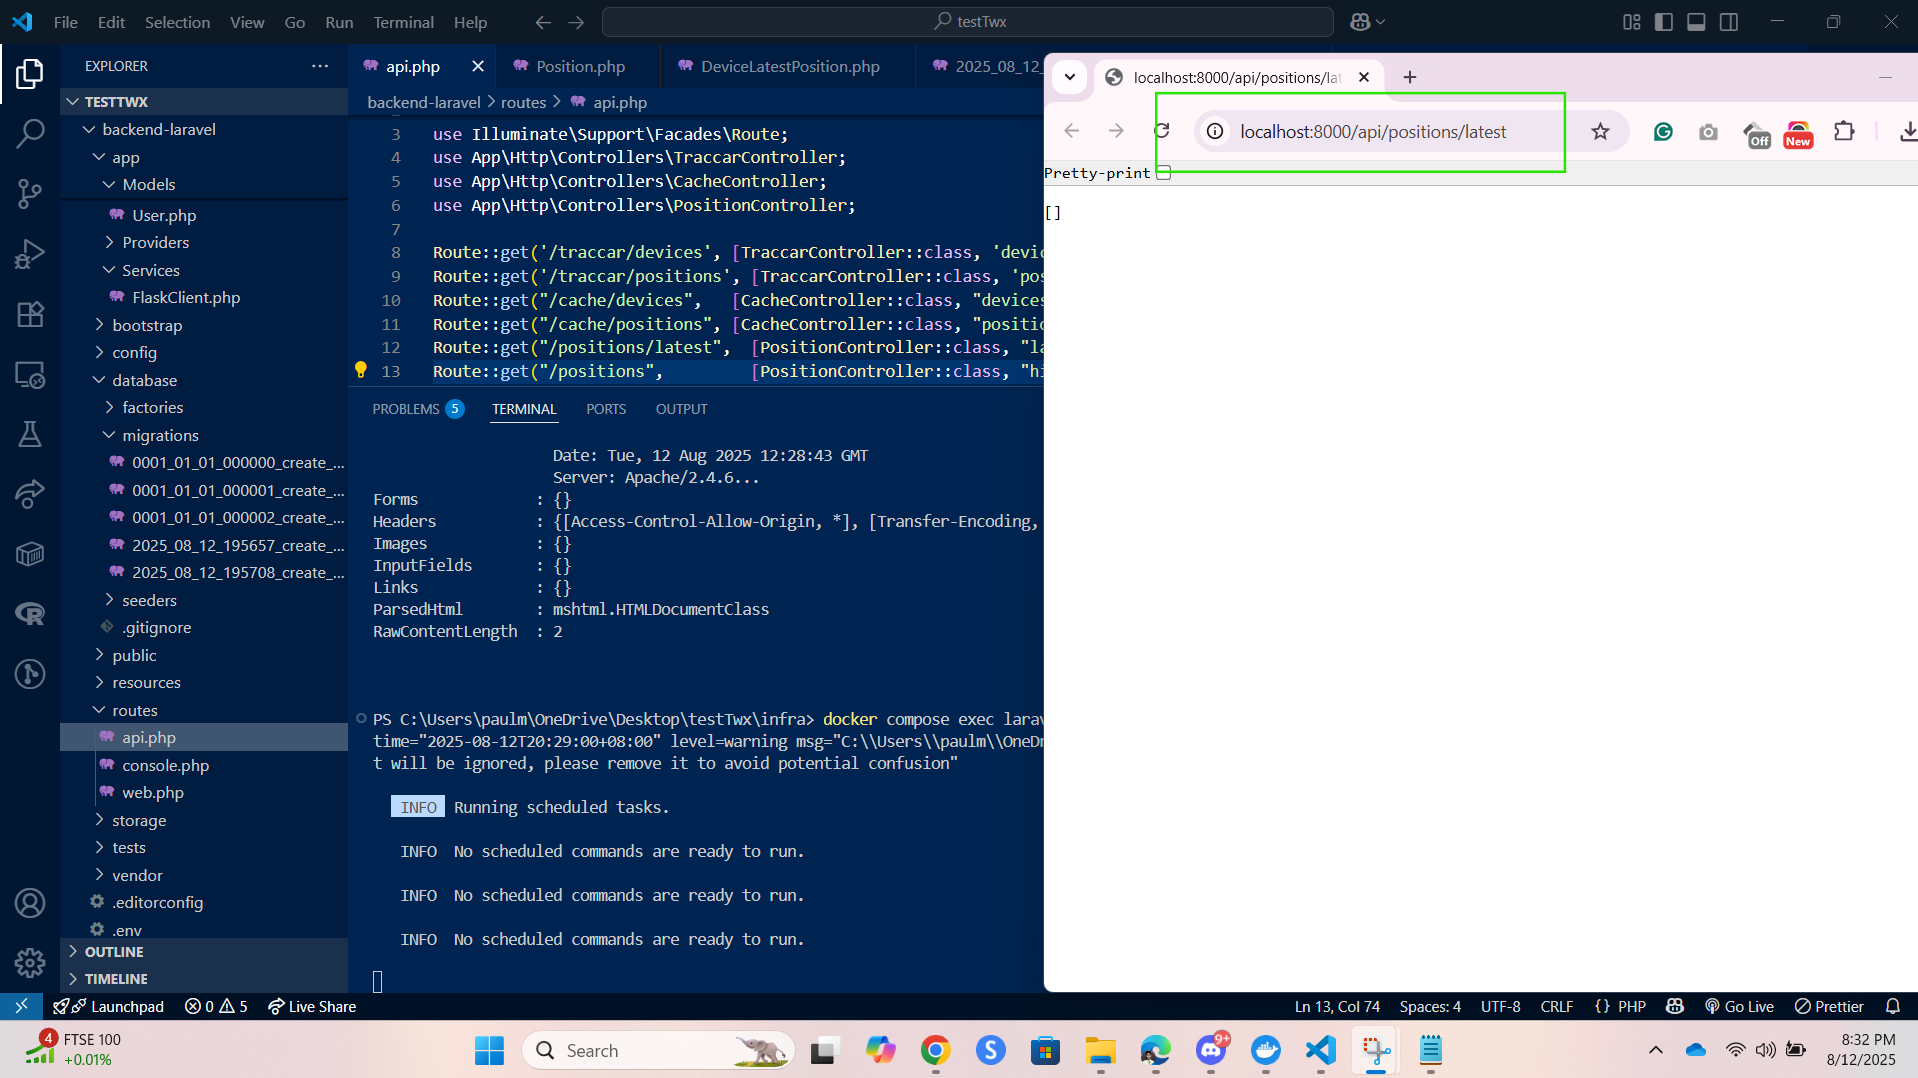 File Edit Selection View Go Run Terminal Help
testTwx
EXPLORER
TESTTWX
backend-laravel
app
Models
User.php
Providers
Services
FlaskClient.php
bootstrap
config
database
factories
migrations
0001_01_01_000000_create_...
0001_01_01_000001_create_...
0001_01_01_000002_create_...
2025_08_12_195657_create_...
2025_08_12_195708_create_...
seeders
.gitignore
public
resources
routes
api.php
console.php
web.php
storage
tests
vendor
.editorconfig
.env
OUTLINE
TIMELINE
api.php Position.php DeviceLatestPosition.php 2025_08_12_
backend-laravel > routes > api.php
3 use Illuminate\Support\Facades\Route;
4 use App\Http\Controllers\TraccarController;
5 use App\Http\Controllers\CacheController;
6 use App\Http\Controllers\PositionController;
7
8 Route::get('/traccar/devices', [TraccarController::class, 'devic
9 Route::get('/traccar/positions', [TraccarController::class, 'pos
10 Route::get("/cache/devices", [CacheController::class, "devices
11 Route::get("/cache/positions", [CacheController::class, "positio
12 Route::get("/positions/latest", [PositionController::class, "la
13 Route::get("/positions", [PositionController::class, "hi
PROBLEMS 5 TERMINAL PORTS OUTPUT
Date: Tue, 12 Aug 2025 12:28:43 GMT
Server: Apache/2.4.6...
Forms : {}
Headers : {[Access-Control-Allow-Origin, *], [Transfer-Encoding,
Images : {}
InputFields : {}
Links : {}
ParsedHtml : mshtml.HTMLDocumentClass
RawContentLength : 2
PS C:\Users\paulm\OneDrive\Desktop\testTwx\infra> docker compose exec larav
time="2025-08-12T20:29:00+08:00" level=warning msg="C:\\Users\\paulm\\OneDr
t will be ignored, please remove it to avoid potential confusion"
INFO Running scheduled tasks.
INFO No scheduled commands are ready to run.
INFO No scheduled commands are ready to run.
INFO No scheduled commands are ready to run.
localhost:8000/api/positions/lat
localhost:8000/api/positions/latest
Off
New
Pretty-print
[]
Launchpad 0 5 Live Share
Ln 13, Col 74 Spaces: 4 UTF-8 CRLF {} PHP Go Live Prettier
4
FTSE 100
+0.01%
Search
S
9+
8:32 PM
8/12/2025